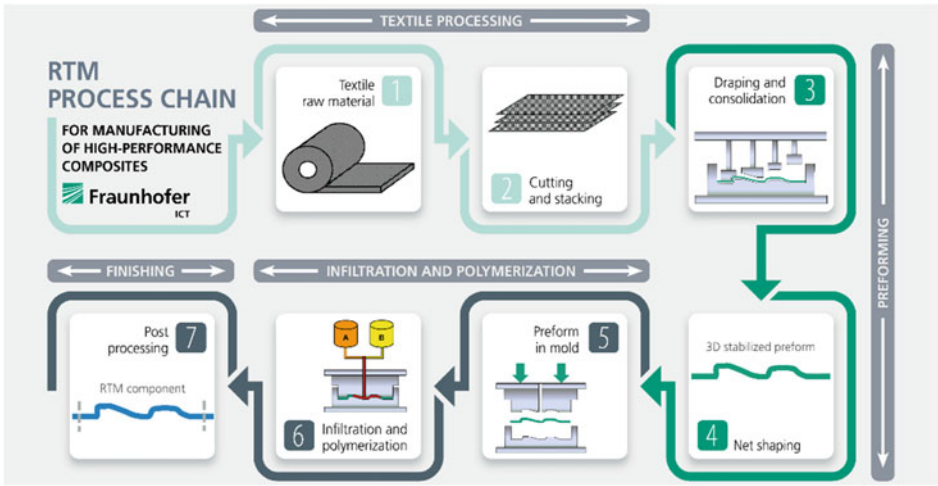 TEXTILE PROCESSING
RTM
PROCESS CHAIN
FOR MANUFACTURING
OF HIGH-PERFORMANCE
COMPOSITES
Fraunhofer
ICT
Textile
raw material
1
2
Cutting
and stacking
Draping and
consolidation
3
PREFORMING
3D stabilized preform
4
Net shaping
INFILTRATION AND POLYMERIZATION
Preform
in mold
5
A
B
6
Infiltration and
polymerization
FINISHING
Post
processing
7
RTM component